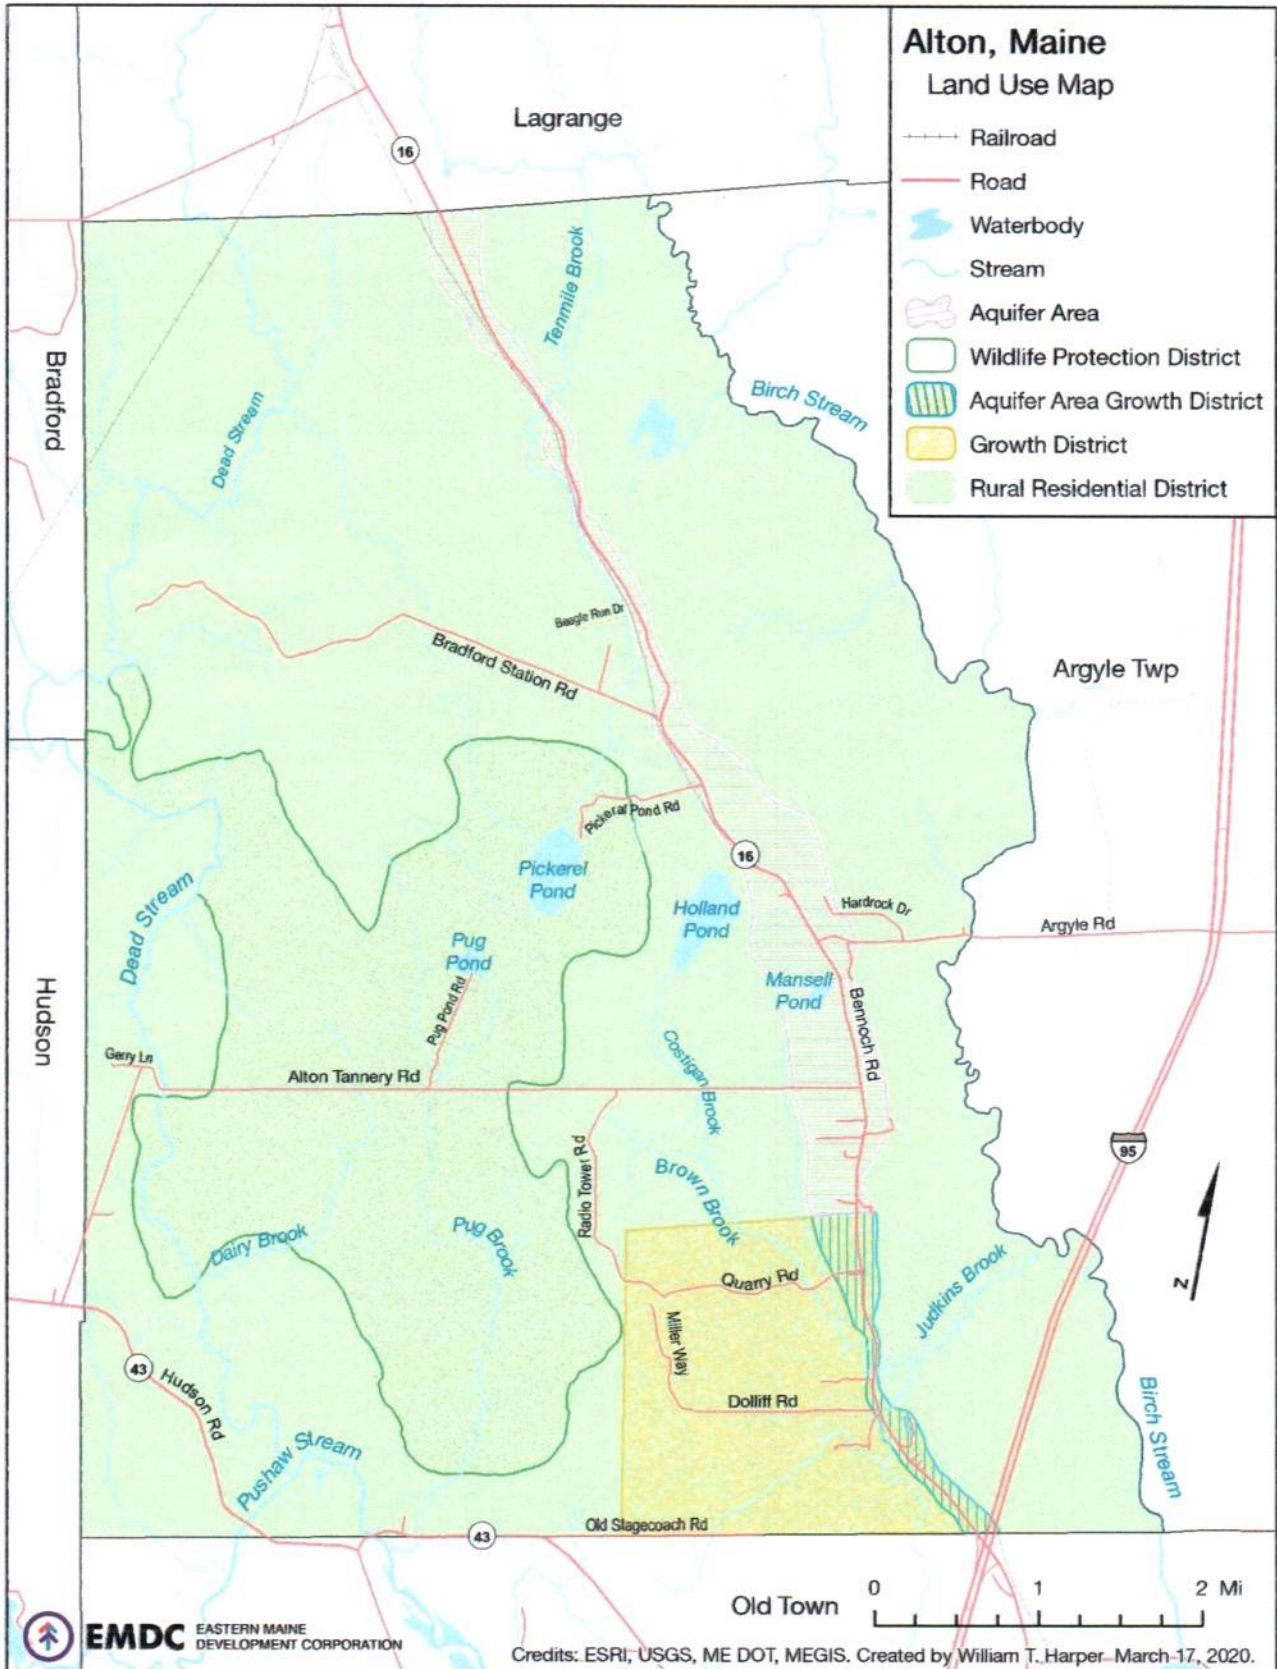 Alton, Maine
Land Use Map
Railroad
Road
Waterbody
Stream
Aquifer Area
Wildlife Protection District
Aquifer Area Growth District
Growth District
Rural Residential District
Lagrange
16
Tenmile Brook
Bradford
Dead Stream
Birch Stream
Beagle Run Dr
Bradford Station Rd
Argyle Twp
Pickeral Pond Rd
16
Pickerel
Pond
Dead Stream
Holland
Pond
Hardrock Dr
Argyle Rd
Pug
Pond
Mansell
Pond
Hudson
Pug Pond Rd
Bennoch Rd
Gerry Ln
Alton Tannery Rd
Costigan Brook
95
Radio Tower Rd
Brown Brook
Dairy Brook
Pug Brook
Quarry Rd
Judkins Brook
N
Miller Way
43
Hudson Rd
Dolliff Rd
Birch Stream
Pushaw Stream
43
Old Stagecoach Rd
Old Town
0 1 2 Mi
EMDC EASTERN MAINE
DEVELOPMENT CORPORATION
Credits: ESRI, USGS, ME DOT, MEGIS. Created by William T. Harper March 17, 2020.